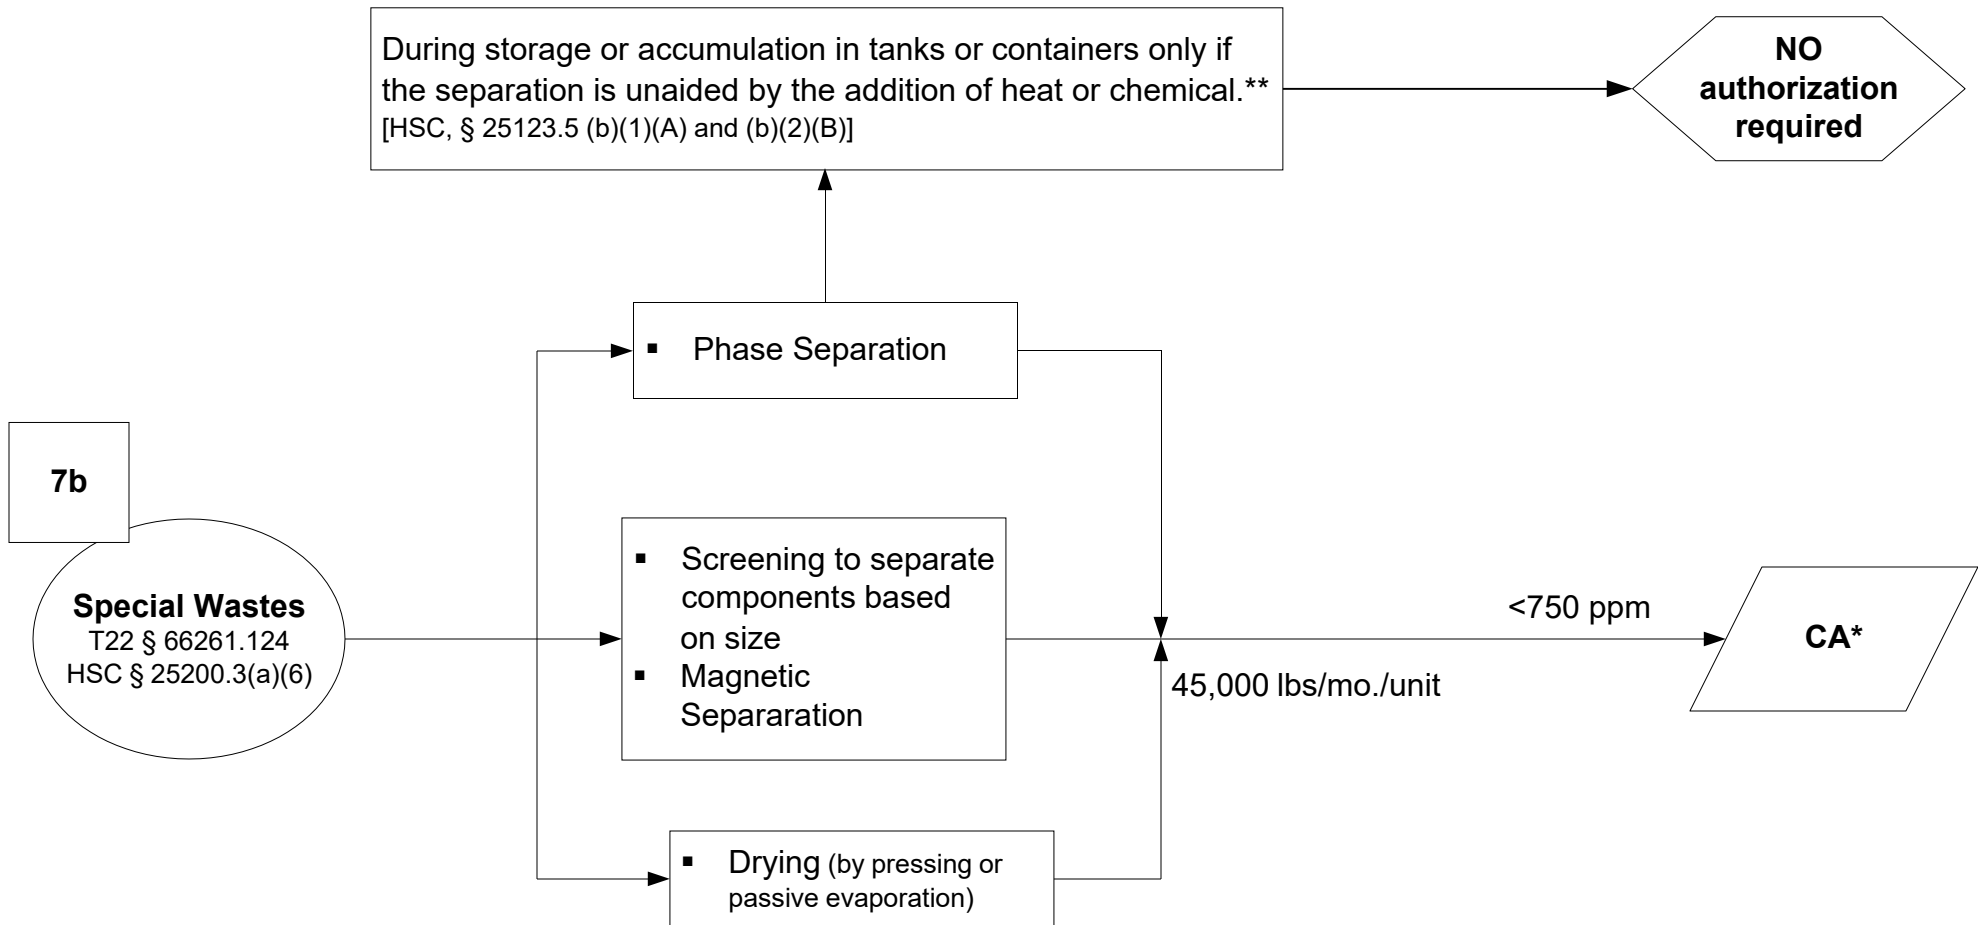 During storage or accumulation in tanks or containers only if
the separation is unaided by the addition of heat or chemical.**
[HSC, § 25123.5 (b)(1)(A) and (b)(2)(B)]
NO
authorization
required
▪ Phase Separation
7b
Special Wastes
T22 § 66261.124
HSC § 25200.3(a)(6)
▪ Screening to separate
components based
on size
▪ Magnetic
Separaration
<750 ppm
45,000 lbs/mo./unit
CA*
▪ Drying (by pressing or
passive evaporation)